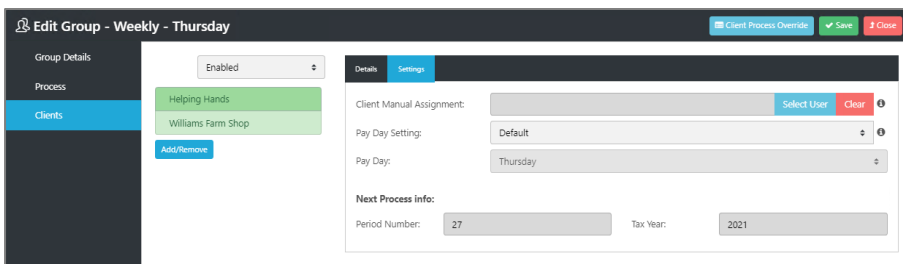 Edit Group - Weekly - Thursday
Client Process Override
Save
Close
Group Details
Process
Clients
Enabled
Helping Hands
Williams Farm Shop
Add/Remove
Details Settings
Client Manual Assignment: Select User Clear
Pay Day Setting: Default
Pay Day: Thursday
Next Process info:
Period Number: 27 Tax Year: 2021